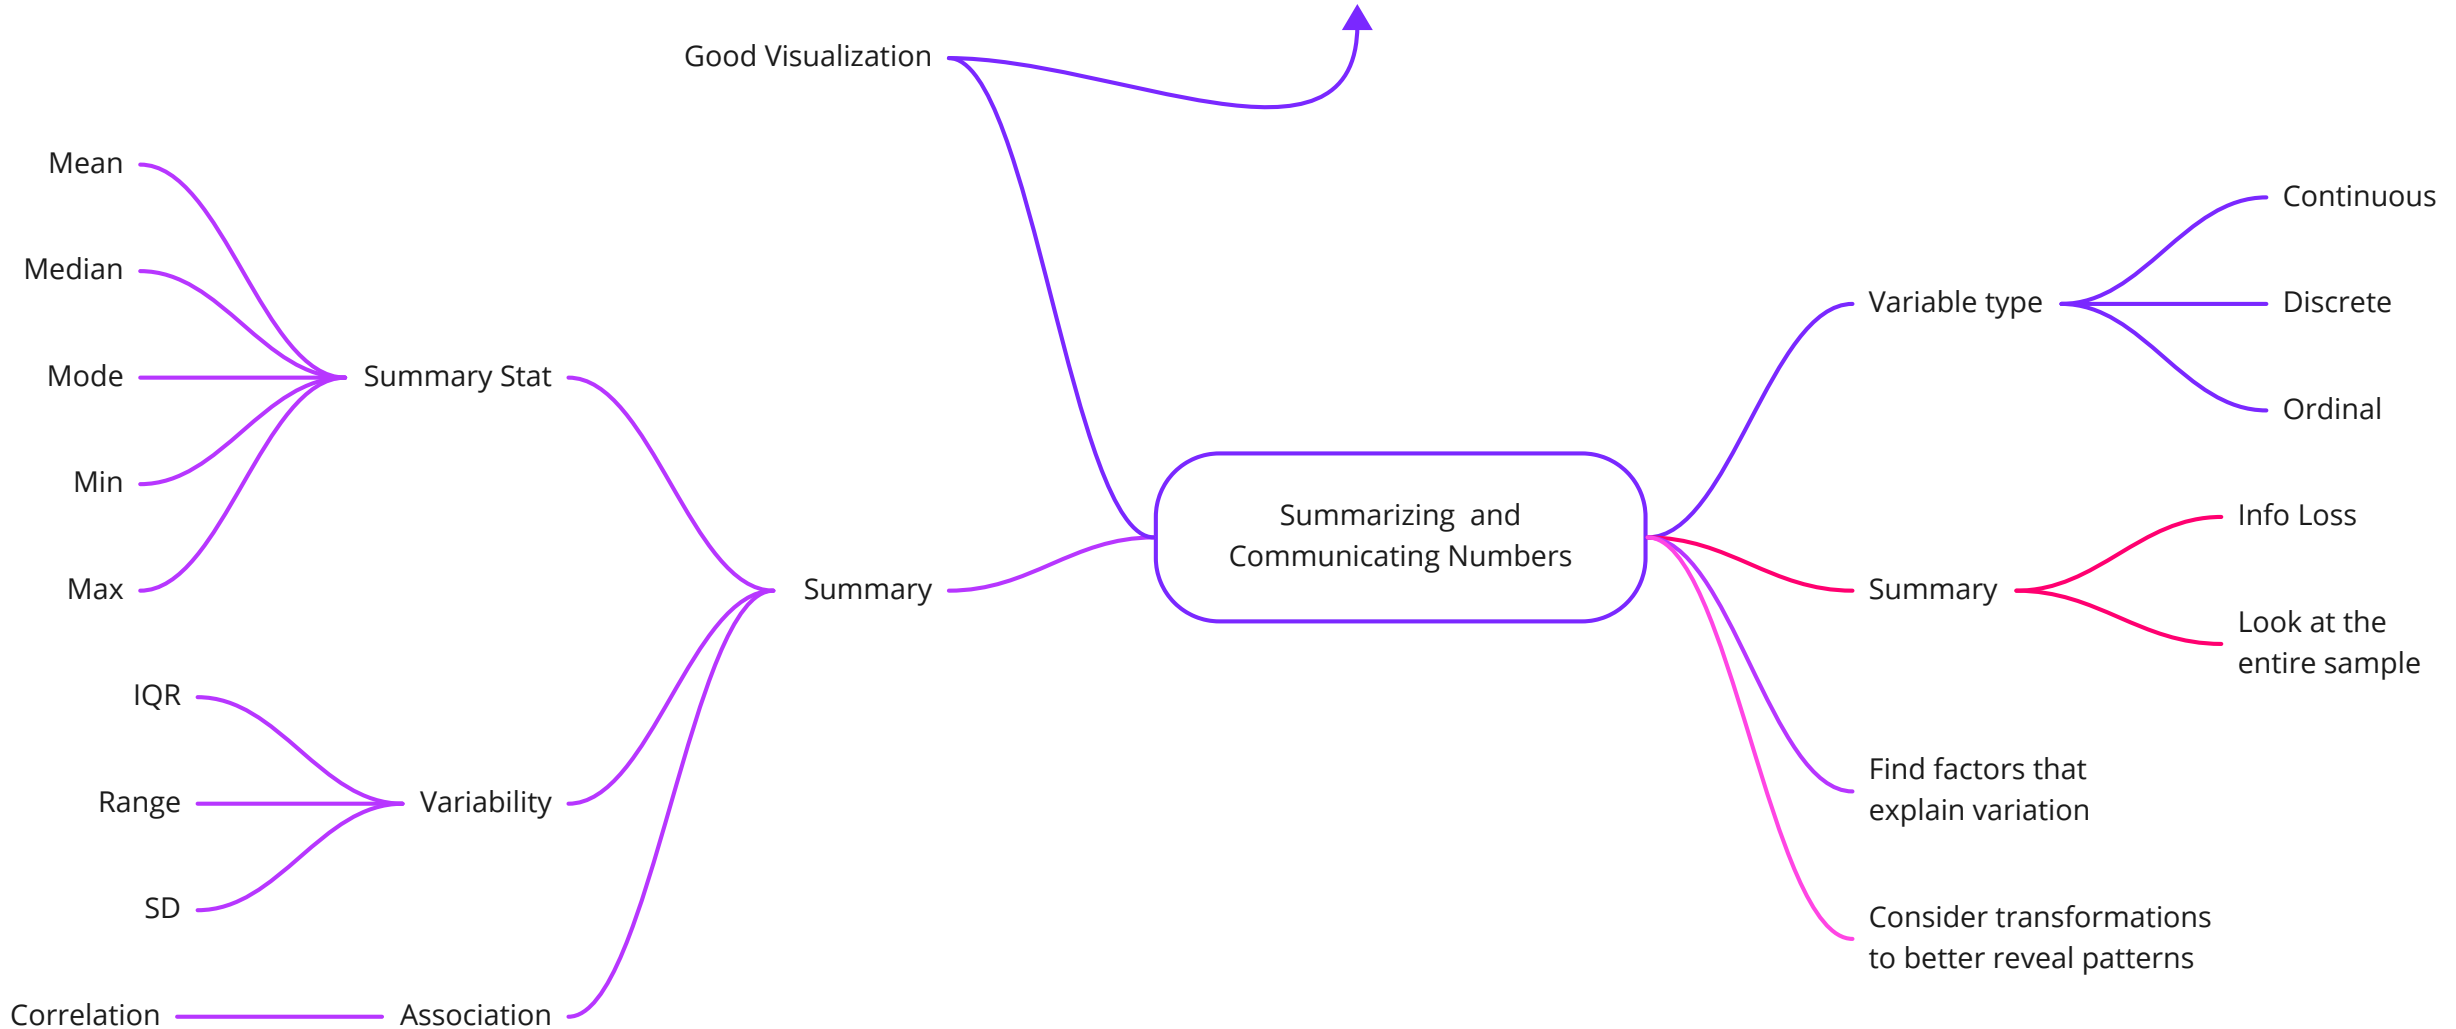 Good Visualization
Mean
Median
Mode
Min
Max
Summary Stat
IQR
Range
SD
Variability
Correlation
Association
Summary
Summarizing  and
Communicating Numbers
Variable type
Continuous
Discrete
Ordinal
Summary
Info Loss
Look at the
entire sample
Find factors that
explain variation
Consider transformations
to better reveal patterns